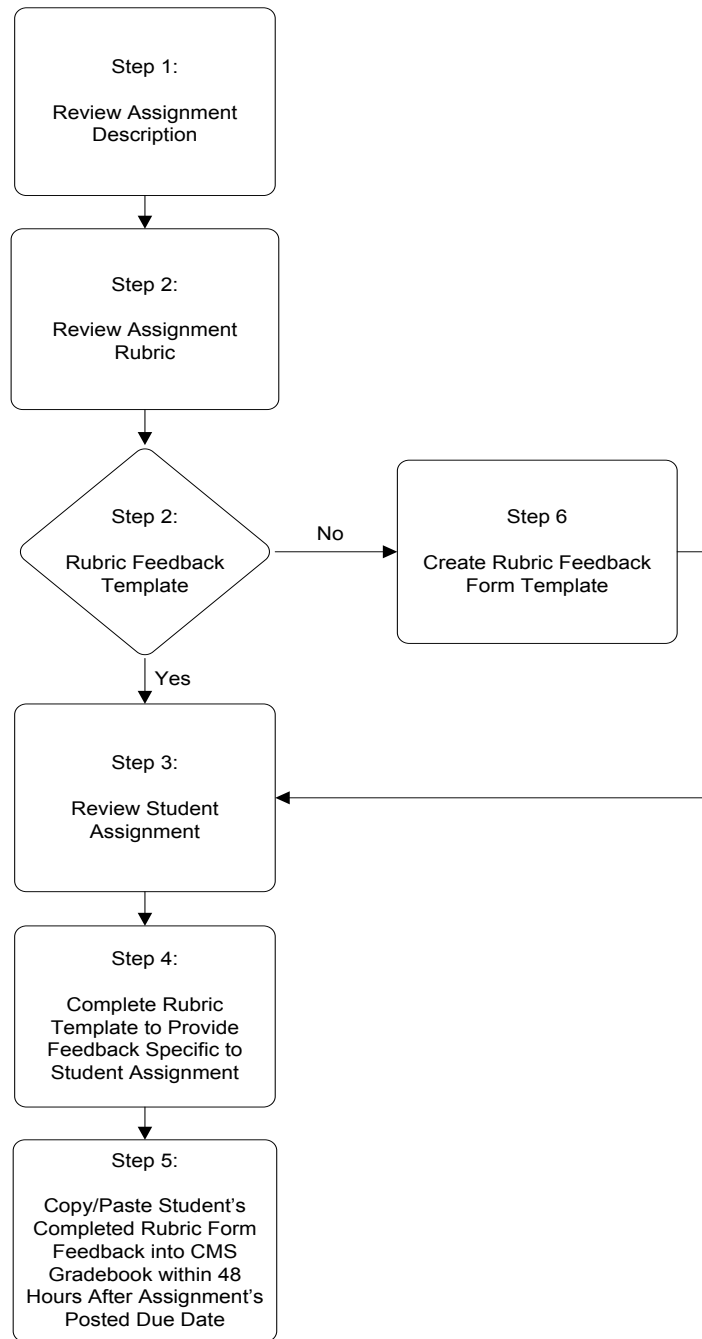 Step 1:
Review Assignment
Description
Step 2:
Review Assignment
Rubric
Step 2:
Rubric Feedback
Template
No
Step 6
Create Rubric Feedback
Form Template
Yes
Step 3:
Review Student
Assignment
Step 4:
Complete Rubric
Template to Provide
Feedback Specific to
Student Assignment
Step 5:
Copy/Paste Student’s
Completed Rubric Form
Feedback into CMS
Gradebook within 48
Hours After Assignment’s
Posted Due Date